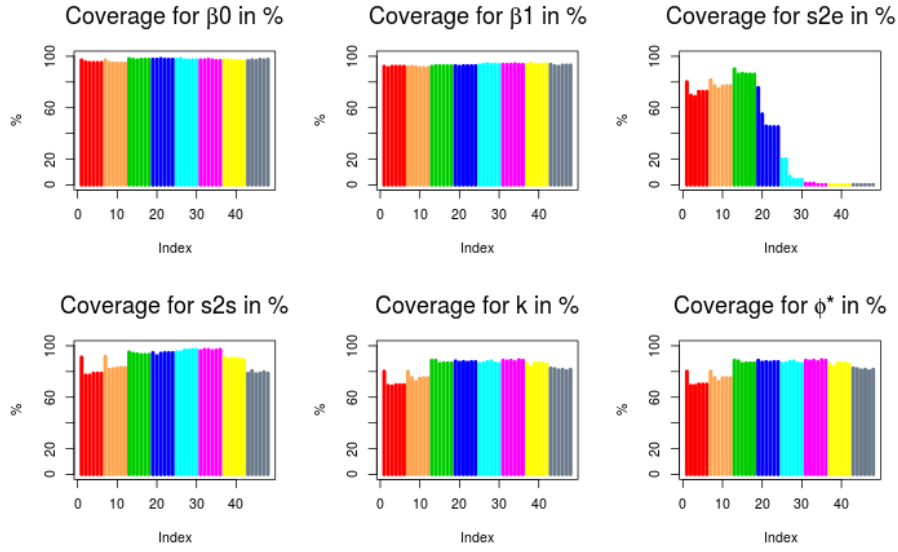 Coverage for β0 in %
Coverage for β1 in %
Coverage for s2e in %
%
0 20 60 100
0 10 20 30 40
Index
%
0 20 60 100
0 10 20 30 40
Index
%
0 20 60 100
0 10 20 30 40
Index
Coverage for s2s in %
Coverage for k in %
Coverage for ϕ* in %
%
0 20 60 100
0 10 20 30 40
Index
%
0 20 60 100
0 10 20 30 40
Index
%
0 20 60 100
0 10 20 30 40
Index